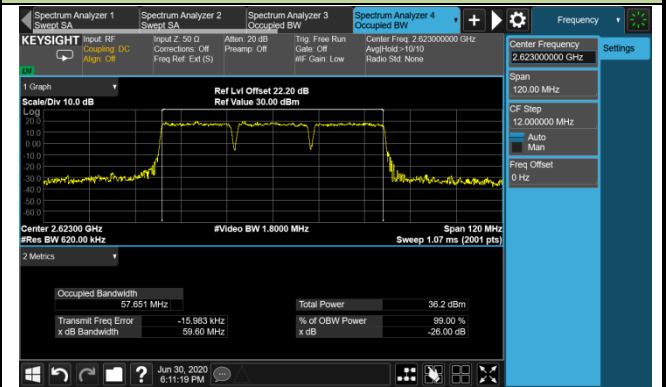 Spectrum Analyzer 1
Swept SA
Spectrum Analyzer 2
Swept SA
Spectrum Analyzer 3
Occupied BW
Spectrum Analyzer 4
Occupied BW
Frequency
KEYSIGHT
Input: RF
Coupling: DC
Align: Off
Input Z: 50 Ω
Corrections: Off
Freq Ref: Ext (S)
Atten: 20 dB
Preamp: Off
Trig: Free Run
Gate: Off
#IF Gain: Low
Center Freq: 2.623000000 GHz
Avg|Hold:>10/10
Radio Std: None
LV
Center Frequency
2.623000000 GHz
Settings
Span
120.00 MHz
CF Step
12.000000 MHz
Auto
Man
Freq Offset
0 Hz
1 Graph
Scale/Div 10.0 dB
Ref Lvl Offset 22.20 dB
Ref Value 30.00 dBm
Log
20.0
10.0
0.00
-10.0
-20.0
-30.0
-40.0
-50.0
-60.0
Center 2.62300 GHz
#Res BW 620.00 kHz
#Video BW 1.8000 MHz
Span 120 MHz
Sweep 1.07 ms (2001 pts)
2 Metrics
Occupied Bandwidth
57.651 MHz
Total Power 36.2 dBm
Transmit Freq Error -15.983 kHz
% of OBW Power 99.00 %
x dB Bandwidth 59.60 MHz
x dB -26.00 dB
?
Jun 30, 2020
6:11:19 PM